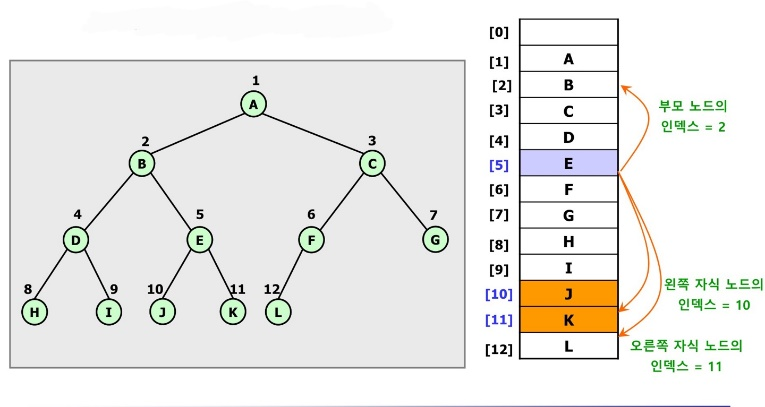 1
A
2
B
3
C
4
D
5
E
6
F
7
G
8
H
9
I
10
J
11
K
12
L
[0]
[1] A
[2] B
[3] C
[4] D
[5] E
[6] F
[7] G
[8] H
[9] I
[10] J
[11] K
[12] L
부모 노드의
인덱스 = 2
왼쪽 자식 노드의
인덱스 = 10
오른쪽 자식 노드의
인덱스 = 11